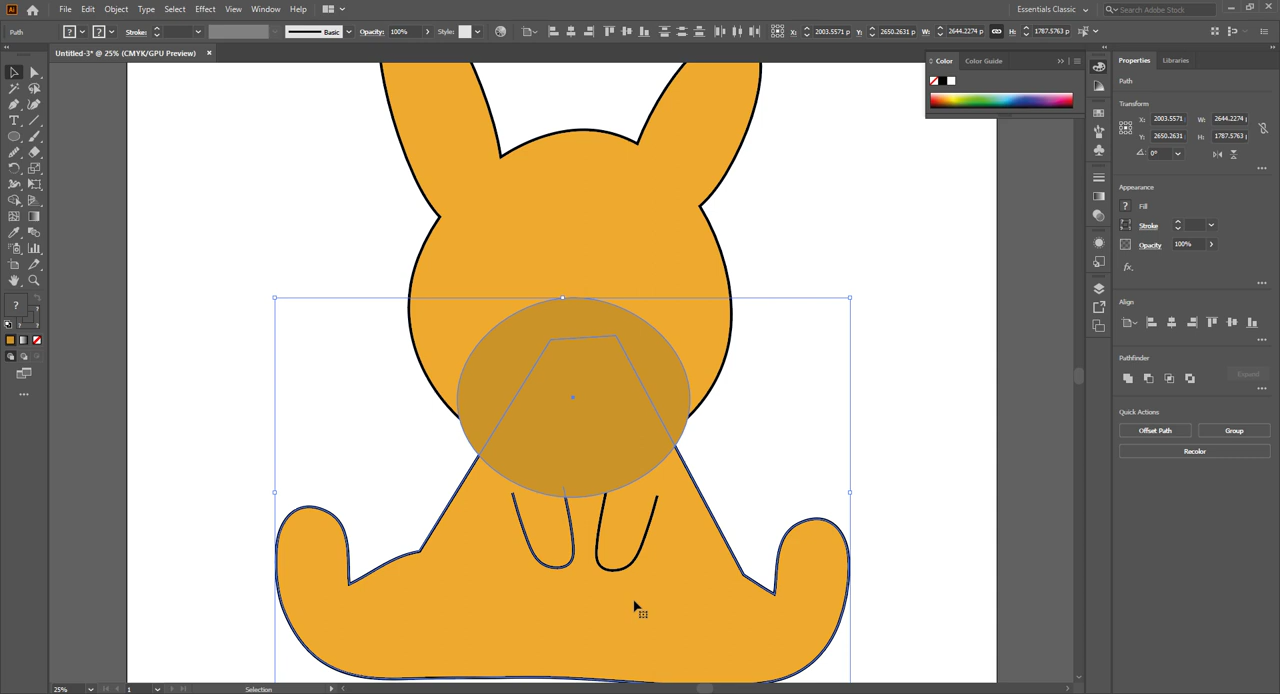 Ai File Edit Object Type Select Effect View Window Help Essentials Classic Search Adobe Stock
Path ? ? Stroke: Basic Opacity: 100% Style: X: 2003.5571 Y: 2650.2631 W: 2644.2274 p H: 1787.5763
Untitled-3* @ 25% (CMYK/GPU Preview) ×
Color Color Guide
Properties Libraries
Path
Transform
X: 2003.5571 W: 2644.2274
Y: 2650.2631 H: 1787.5763
0°
Appearance
? Fill
Stroke
Opacity 100%
fx
Align
Pathfinder
Expand
Quick Actions
Offset Path Group
Recolor
25% 1 Selection